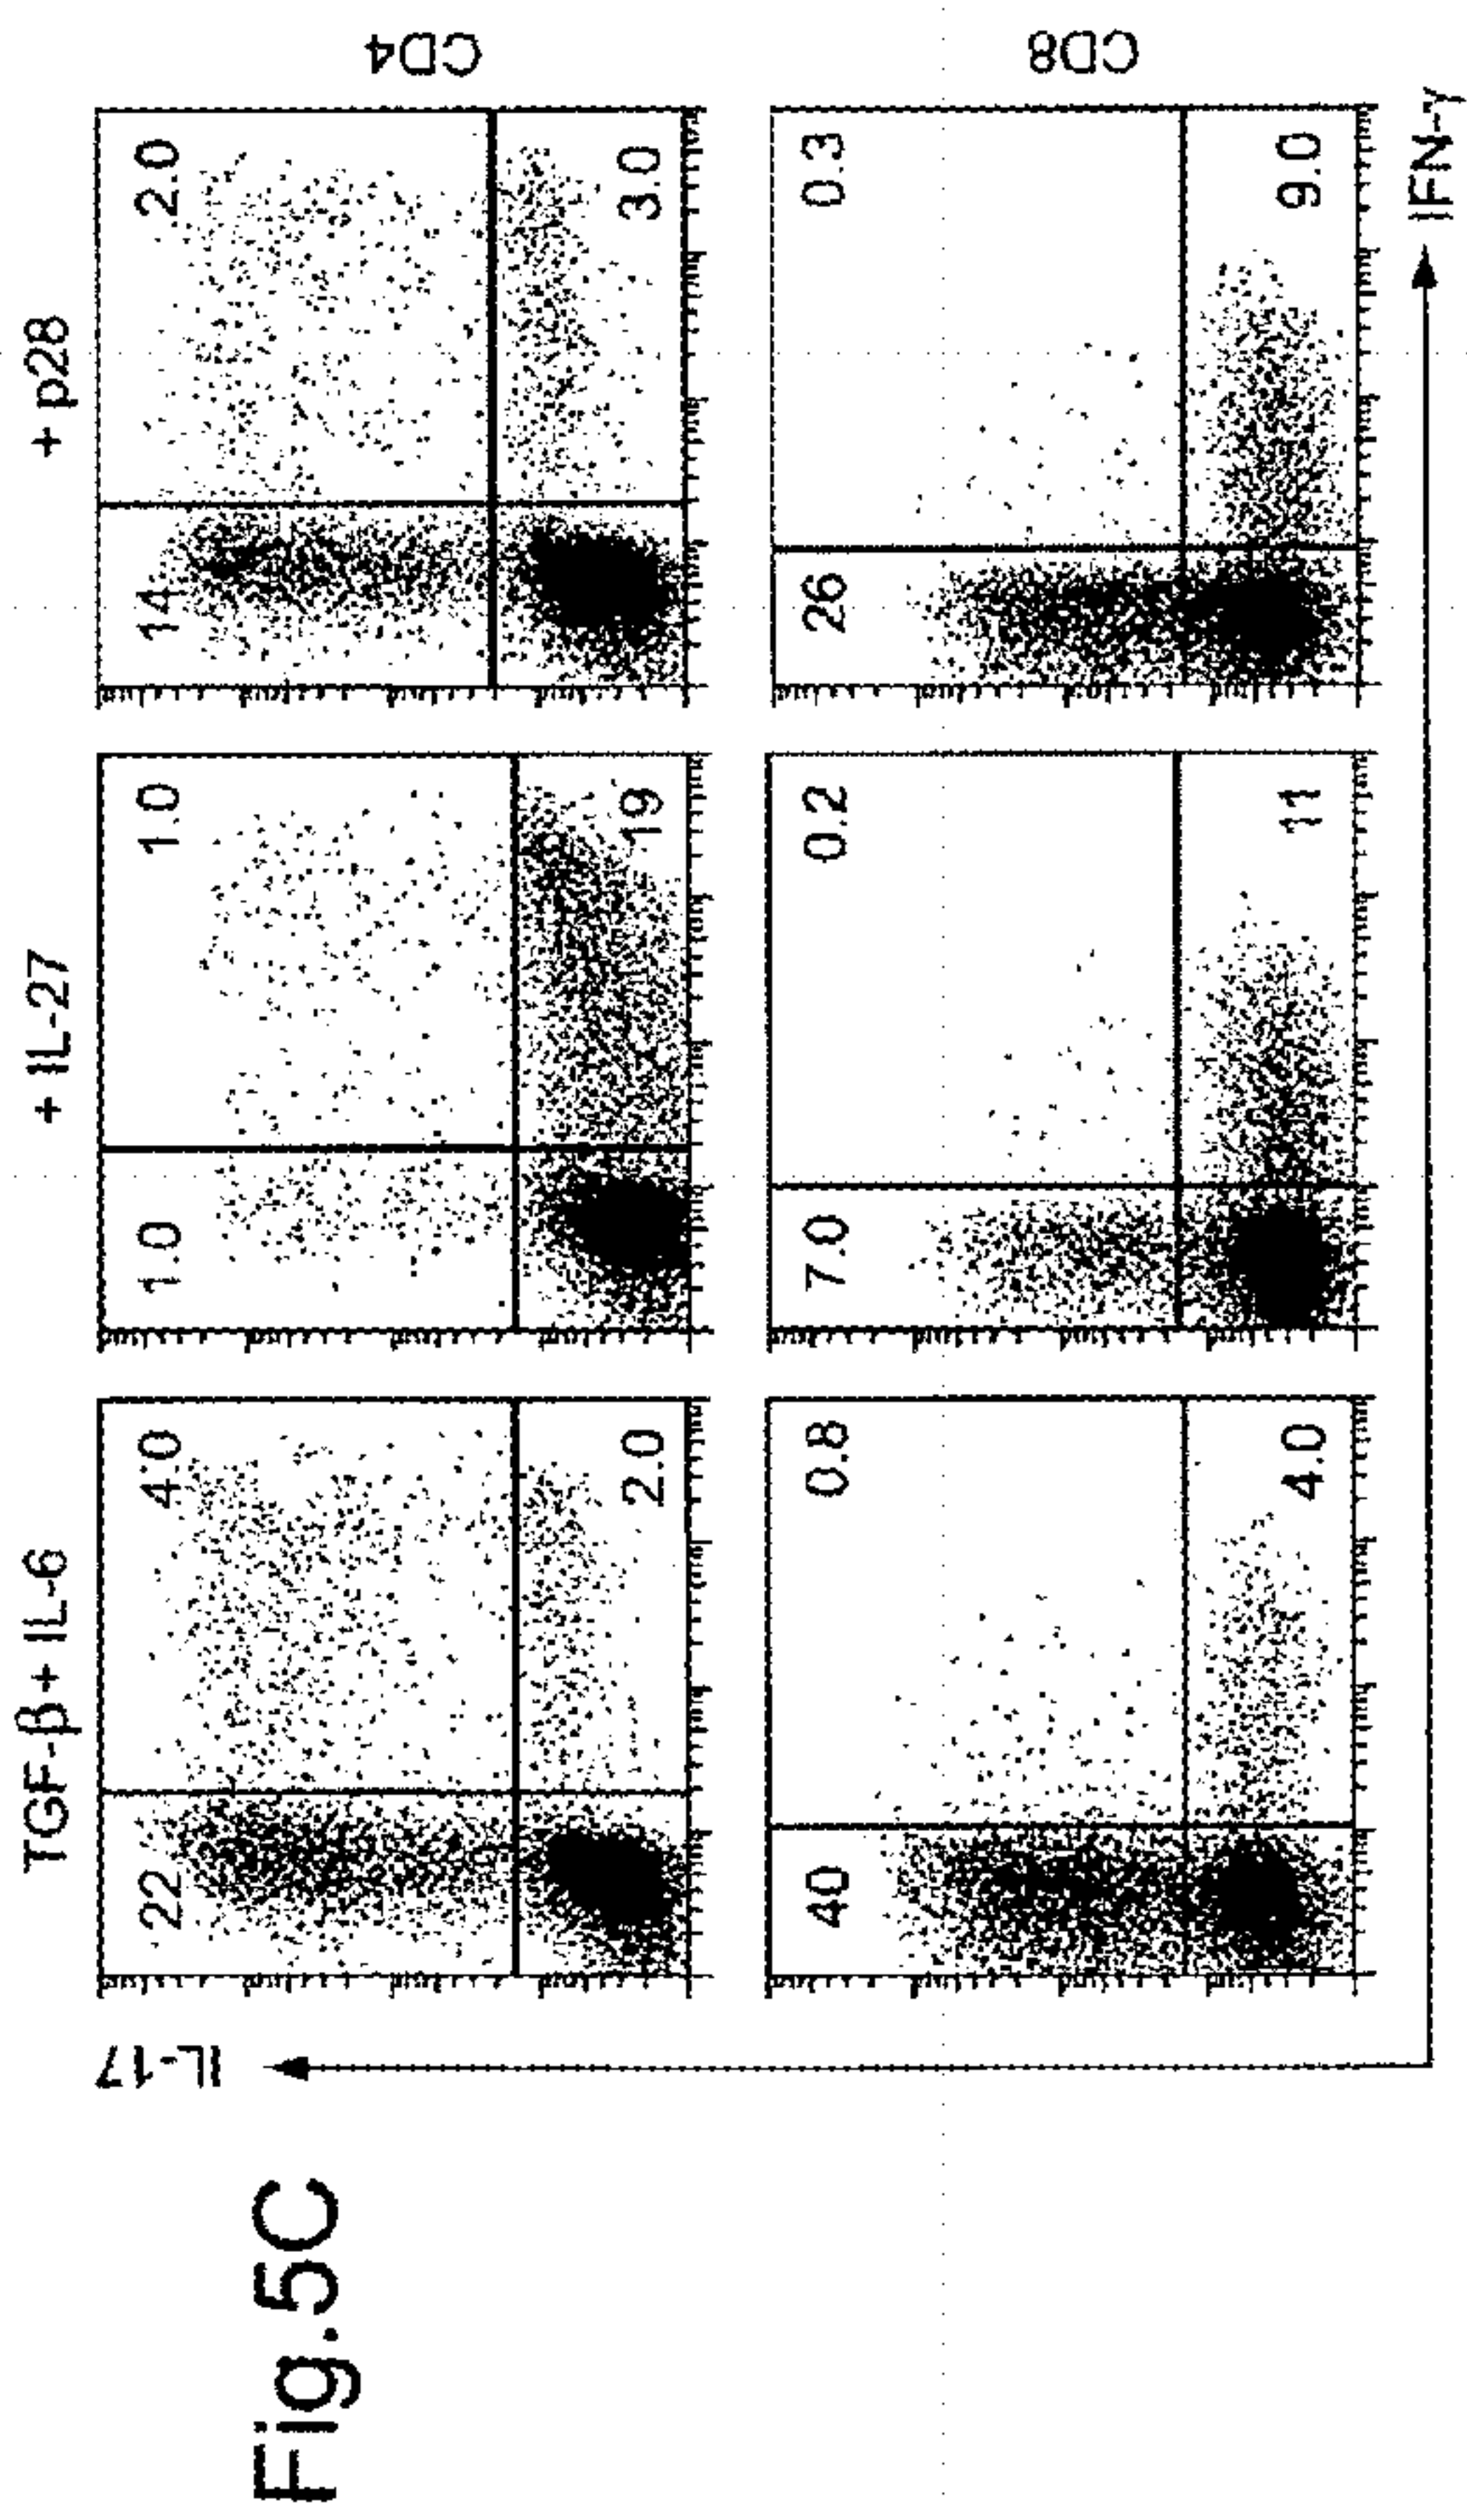 TGF-β + IL-6
+ IL-27
+ p28
IL-17
22
4.0
2.0
1.0
1.0
19
14
2.0
3.0
CD4
40
0.8
4.0
7.0
0.2
11
26
0.3
9.0
CD8
IFN-γ
Fig.5C